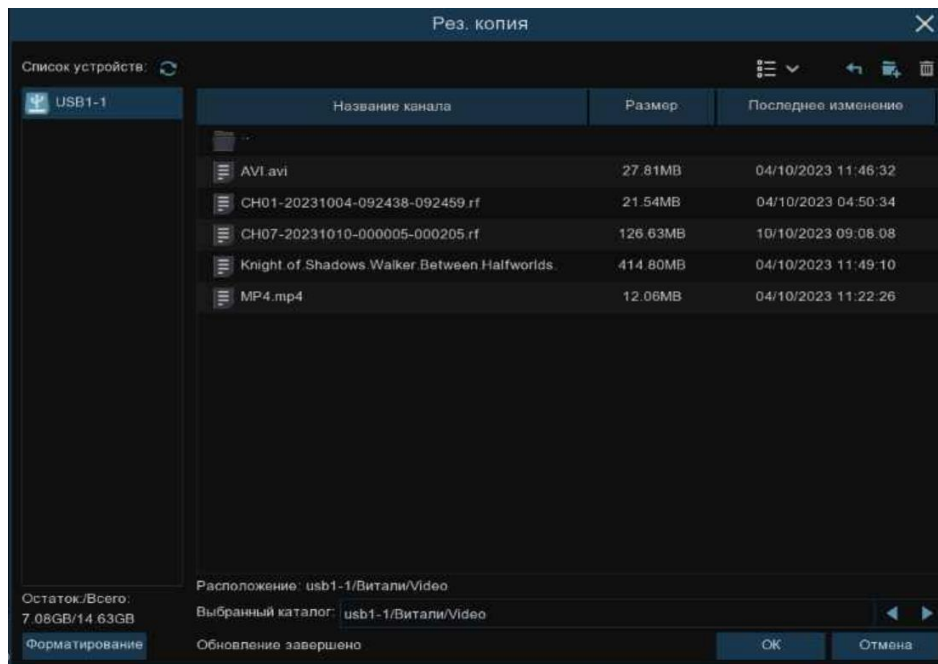 Рез. копия
Список устройств:
USB1-1
Название канала Размер Последнее изменение
..
AVI.avi 27.81MB 04/10/2023 11:46:32
CH01-20231004-092438-092459.rf 21.54MB 04/10/2023 04:50:34
CH07-20231010-000005-000205.rf 126.63MB 10/10/2023 09:08:08
Knight.of.Shadows.Walker.Between.Halfworlds. 414.80MB 04/10/2023 11:49:10
MP4.mp4 12.06MB 04/10/2023 11:22:26
Расположение: usb1-1/Витали/Video
Остаток:/Всего:
7.08GB/14.63GB
Выбранный каталог: usb1-1/Витали/Video
Форматирование
Обновление завершено
OK
Отмена